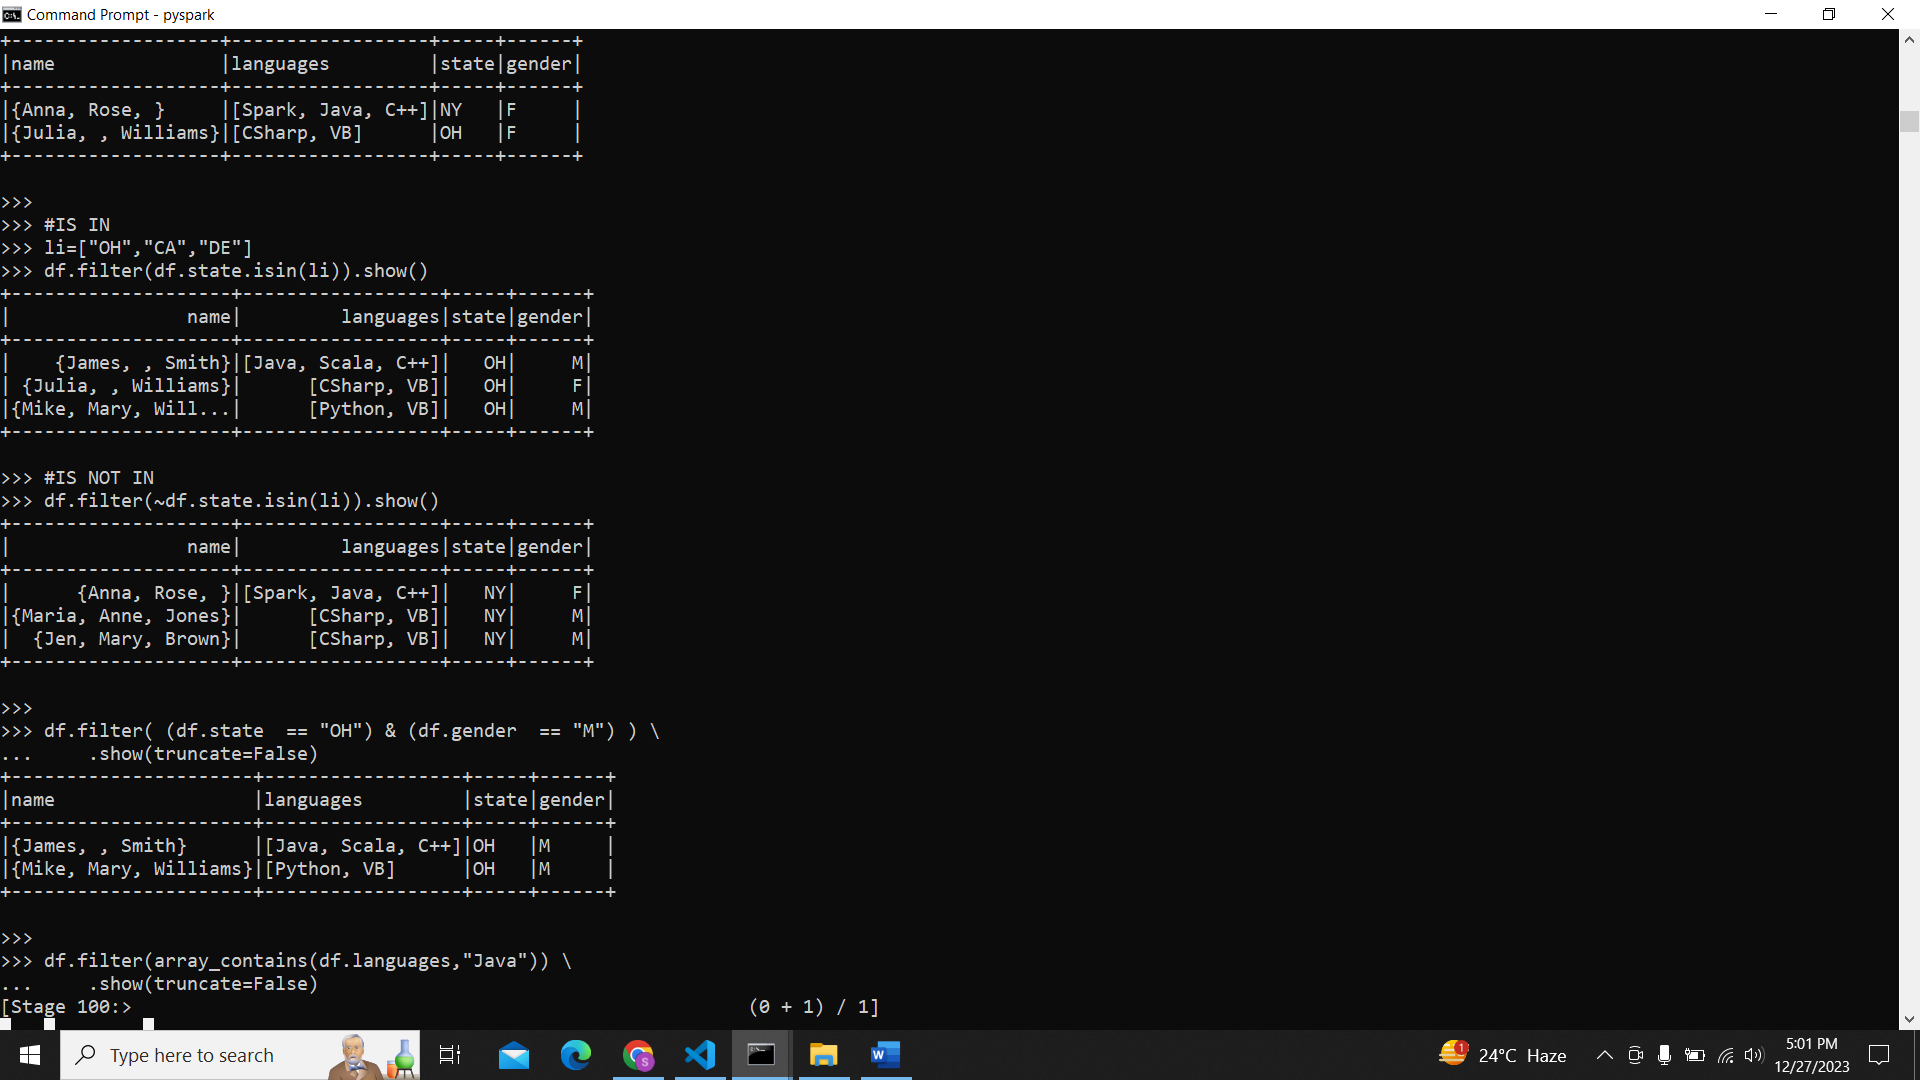 Command Prompt - pyspark
+-------------------+------------------+-----+------+
|name               |languages         |state|gender|
+-------------------+------------------+-----+------+
|{Anna, Rose, }     |[Spark, Java, C++]|NY   |F     |
|{Julia, , Williams}|[CSharp, VB]      |OH   |F     |
+-------------------+------------------+-----+------+
>>>
>>> #IS IN
>>> li=["OH","CA","DE"]
>>> df.filter(df.state.isin(li)).show()
+--------------------+------------------+-----+------+
|                name|         languages|state|gender|
+--------------------+------------------+-----+------+
|    {James, , Smith}|[Java, Scala, C++]|   OH|     M|
| {Julia, , Williams}|      [CSharp, VB]|   OH|     F|
|{Mike, Mary, Will...|      [Python, VB]|   OH|     M|
+--------------------+------------------+-----+------+
>>> #IS NOT IN
>>> df.filter(~df.state.isin(li)).show()
+--------------------+------------------+-----+------+
|                name|         languages|state|gender|
+--------------------+------------------+-----+------+
|      {Anna, Rose, }|[Spark, Java, C++]|   NY|     F|
|{Maria, Anne, Jones}|      [CSharp, VB]|   NY|     M|
|  {Jen, Mary, Brown}|      [CSharp, VB]|   NY|     M|
+--------------------+------------------+-----+------+
>>>
>>> df.filter( (df.state  == "OH") & (df.gender  == "M") ) \
...     .show(truncate=False)
+----------------------+------------------+-----+------+
|name                  |languages         |state|gender|
+----------------------+------------------+-----+------+
|{James, , Smith}      |[Java, Scala, C++]|OH   |M     |
|{Mike, Mary, Williams}|[Python, VB]      |OH   |M     |
+----------------------+------------------+-----+------+
>>>
>>> df.filter(array_contains(df.languages,"Java")) \
...     .show(truncate=False)
[Stage 100:>                                                        (0 + 1) / 1]
Type here to search
1
24°C Haze
5:01 PM
12/27/2023